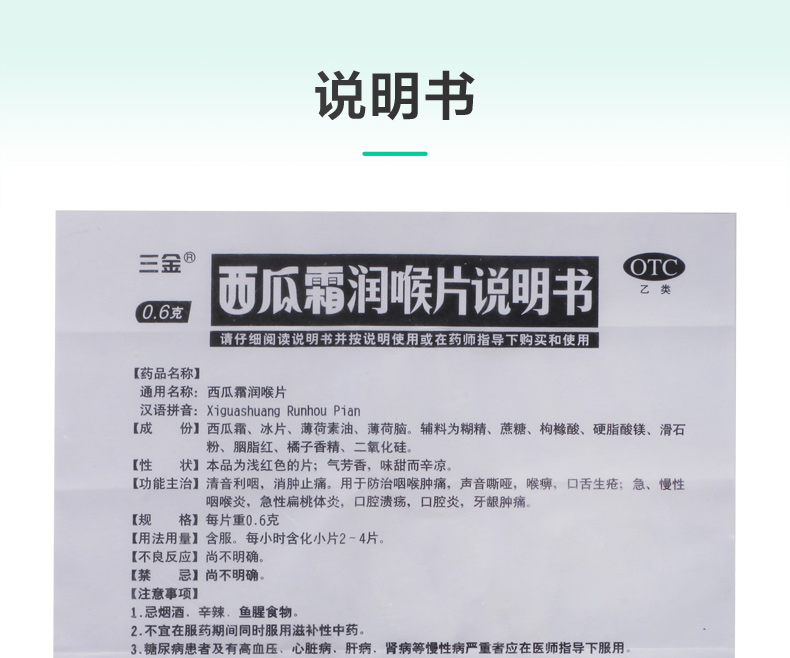 说明书
三金®
西瓜霜润喉片说明书
OTC
乙类
0.6克
请仔细阅读说明书并按说明使用或在药师指导下购买和使用
【药品名称】
通用名称：西瓜霜润喉片
汉语拼音：Xiguashuang Runhou Pian
【成 份】西瓜霜、冰片、薄荷素油、薄荷脑。辅料为糊精、蔗糖、枸橼酸、硬脂酸镁、滑石
粉、胭脂红、橘子香精、二氧化硅。
【性 状】本品为浅红色的片；气芳香，味甜而辛凉。
【功能主治】清音利咽，消肿止痛。用于防治咽喉肿痛，声音嘶哑，喉痹，口舌生疮；急、慢性
咽喉炎，急性扁桃体炎，口腔溃疡，口腔炎，牙龈肿痛。
【规 格】每片重0.6克
【用法用量】含服。每小时含化小片2-4片。
【不良反应】尚不明确。
【禁 忌】尚不明确。
【注意事项】
1.忌烟酒、辛辣、鱼腥食物。
2.不宜在服药期间同时服用滋补性中药。
3.糖尿病患者及有高血压、心脏病、肝病、肾病等慢性病严重者应在医师指导下服用。